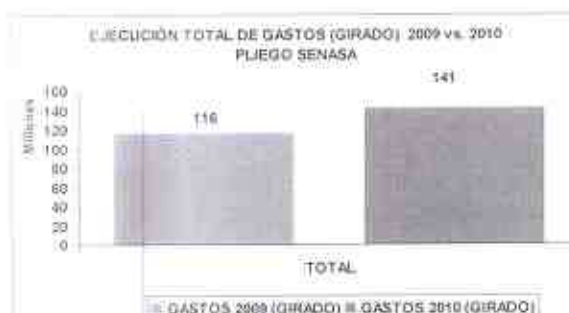 EJECUCIÓN TOTAL DE GASTOS (GIRADO) 2009 vs. 2010
PLIEGO SENASA
141
116
Millones
160
140
120
100
80
60
40
20
0
TOTAL
GASTOS 2009 (GIRADO) GASTOS 2010 (GIRADO)